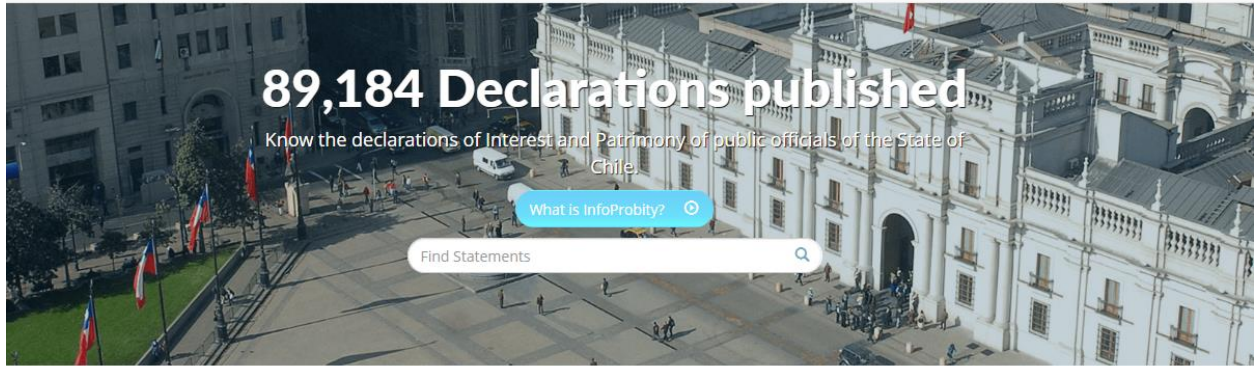 89,184 Declarations published
Know the declarations of Interest and Patrimony of public officials of the State of
Chile.
What is InfoProbity?
Find Statements